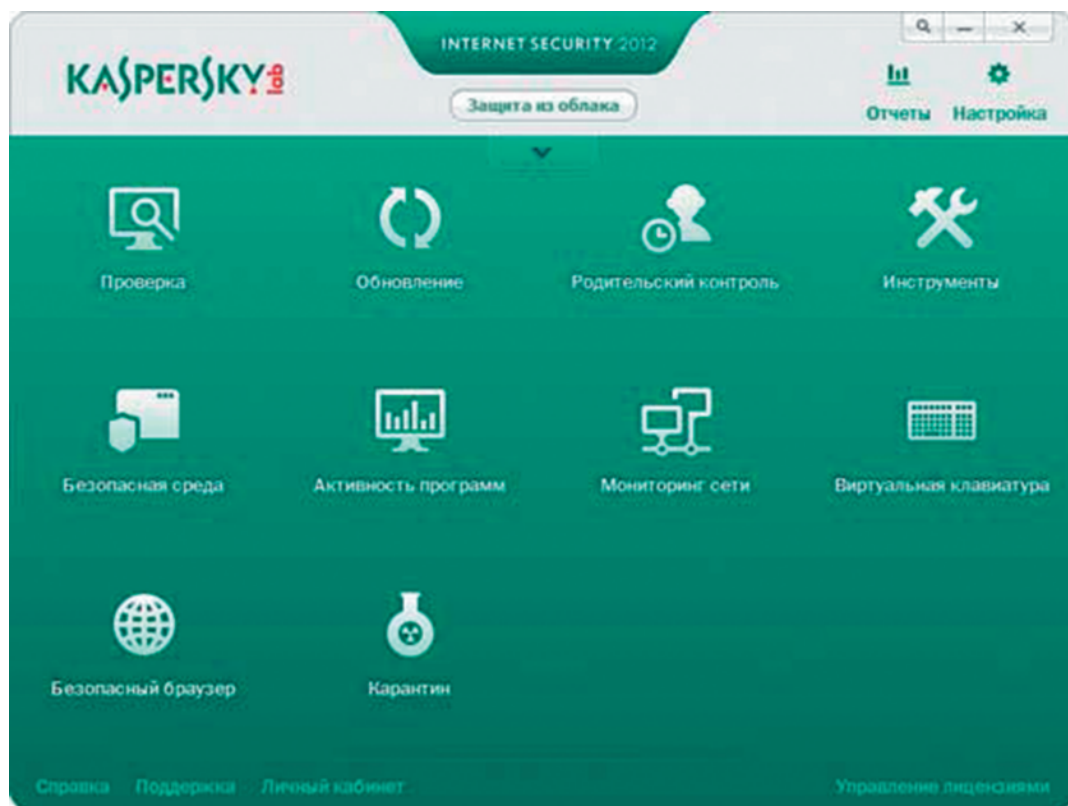 INTERNET SECURITY 2012
KASPERSKY lab
Защита из облака
Отчеты Настройка
Проверка Обновление Родительский контроль Инструменты
Безопасная среда Активность программ Мониторинг сети Виртуальная клавиатура
Безопасный браузер Карантин
Справка Поддержка Личный кабинет Управление лицензиями